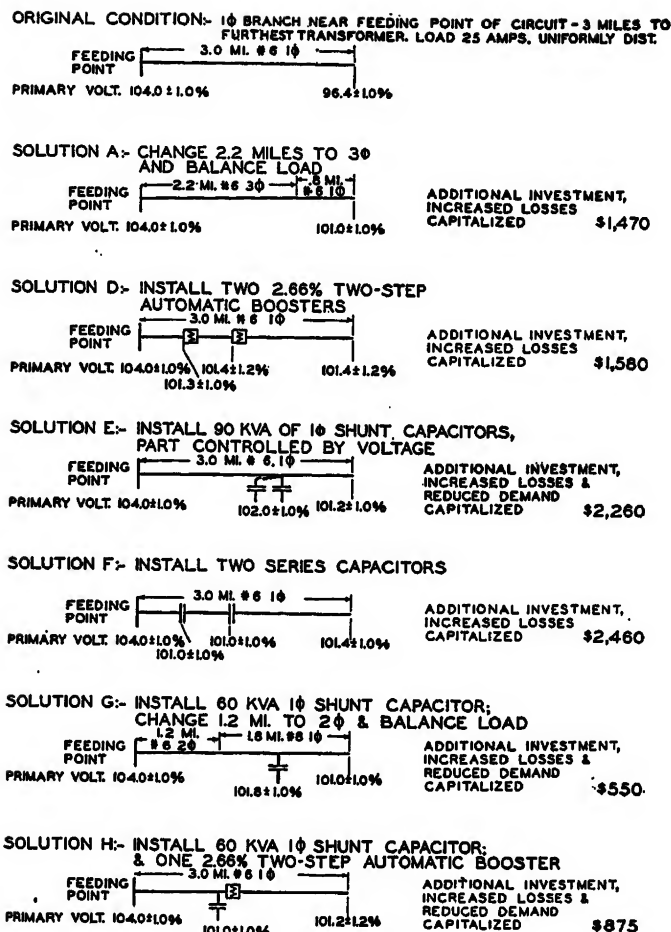 ORIGINAL CONDITION:- 1ϕ BRANCH NEAR FEEDING POINT OF CIRCUIT - 3 MILES TO
FURTHEST TRANSFORMER. LOAD 25 AMPS. UNIFORMLY DIST.
3.0 MI. #6 1ϕ
FEEDING
POINT
PRIMARY VOLT. 104.0±1.0% 96.4±1.0%
SOLUTION A:- CHANGE 2.2 MILES TO 3ϕ
AND BALANCE LOAD
2.2 MI. #6 3ϕ .8 MI.
#6 1ϕ
FEEDING
POINT
PRIMARY VOLT. 104.0±1.0% 101.0±1.0%
ADDITIONAL INVESTMENT,
INCREASED LOSSES
CAPITALIZED $1,470
SOLUTION D:- INSTALL TWO 2.66% TWO-STEP
AUTOMATIC BOOSTERS
3.0 MI. #6 1ϕ
FEEDING
POINT
PRIMARY VOLT. 104.0±1.0% 101.4±1.2% 101.4±1.2%
101.3±1.0%
ADDITIONAL INVESTMENT,
INCREASED LOSSES
CAPITALIZED $1,580
SOLUTION E:- INSTALL 90 KVA OF 1ϕ SHUNT CAPACITORS,
PART CONTROLLED BY VOLTAGE
3.0 MI. #6. 1ϕ
FEEDING
POINT
PRIMARY VOLT. 104.0±1.0% 102.0±1.0% 101.2±1.0%
ADDITIONAL INVESTMENT,
INCREASED LOSSES &
REDUCED DEMAND
CAPITALIZED $2,260
SOLUTION F:- INSTALL TWO SERIES CAPACITORS
3.0 MI. #6 1ϕ
FEEDING
POINT
PRIMARY VOLT. 104.0±1.0% 101.0±1.0% 101.4±1.0%
101.0±1.0%
ADDITIONAL INVESTMENT,
INCREASED LOSSES
CAPITALIZED $2,460
SOLUTION G:- INSTALL 60 KVA 1ϕ SHUNT CAPACITOR;
CHANGE 1.2 MI. TO 2ϕ & BALANCE LOAD
1.2 MI. 1.8 MI. #6 1ϕ
#6 2ϕ
FEEDING
POINT
PRIMARY VOLT. 104.0±1.0% 101.8±1.0% 101.0±1.0%
ADDITIONAL INVESTMENT,
INCREASED LOSSES &
REDUCED DEMAND
CAPITALIZED $550.
SOLUTION H:- INSTALL 60 KVA 1ϕ SHUNT CAPACITOR;
& ONE 2.66% TWO-STEP AUTOMATIC BOOSTER
3.0 MI. #6 1ϕ
FEEDING
POINT
PRIMARY VOLT. 104.0±1.0% 101.2±1.2%
ADDITIONAL INVESTMENT,
INCREASED LOSSES &
REDUCED DEMAND
CAPITALIZED $875